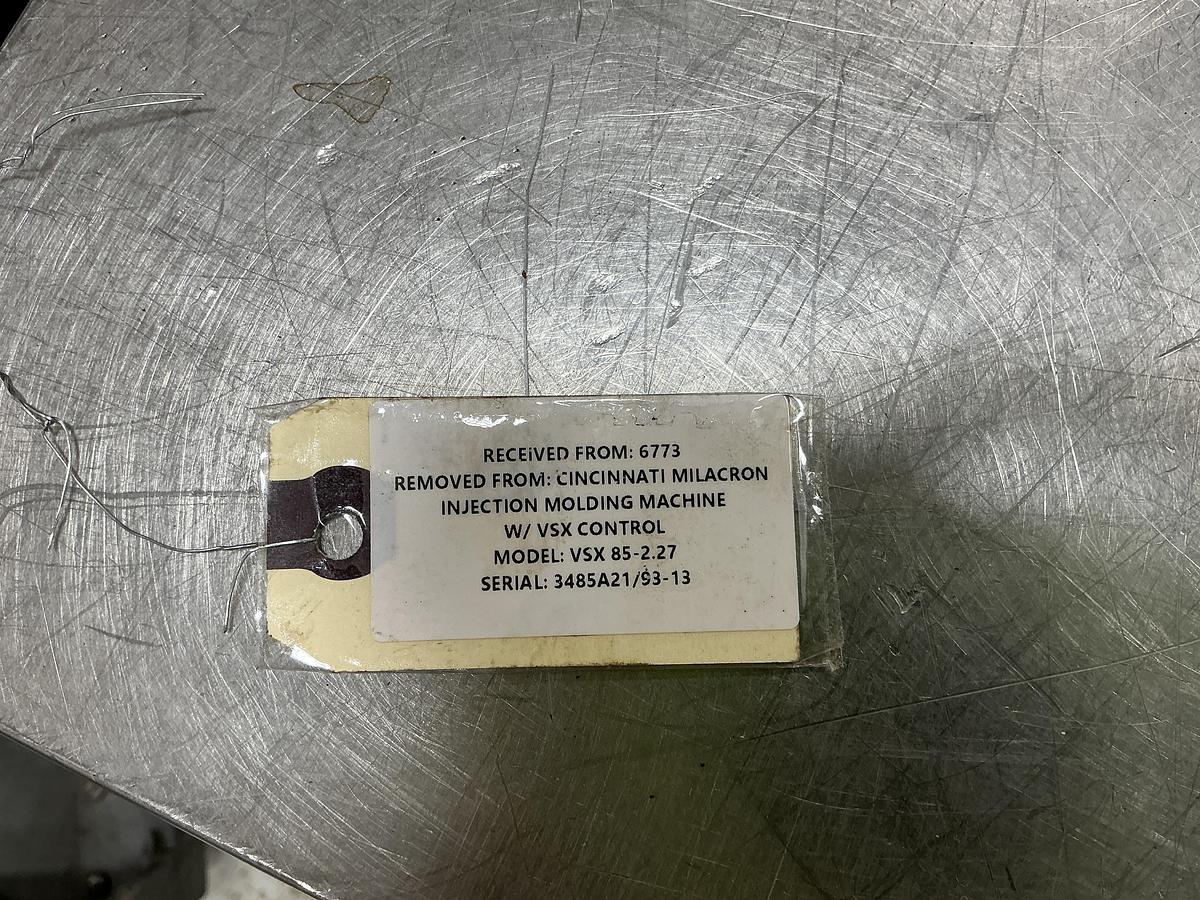 RECEIVED FROM: 6773
REMOVED FROM: CINCINNATI MILACRON
INJECTION MOLDING MACHINE
W/ VSX CONTROL
MODEL: VSX 85-2.27
SERIAL: 3485A21/93-13